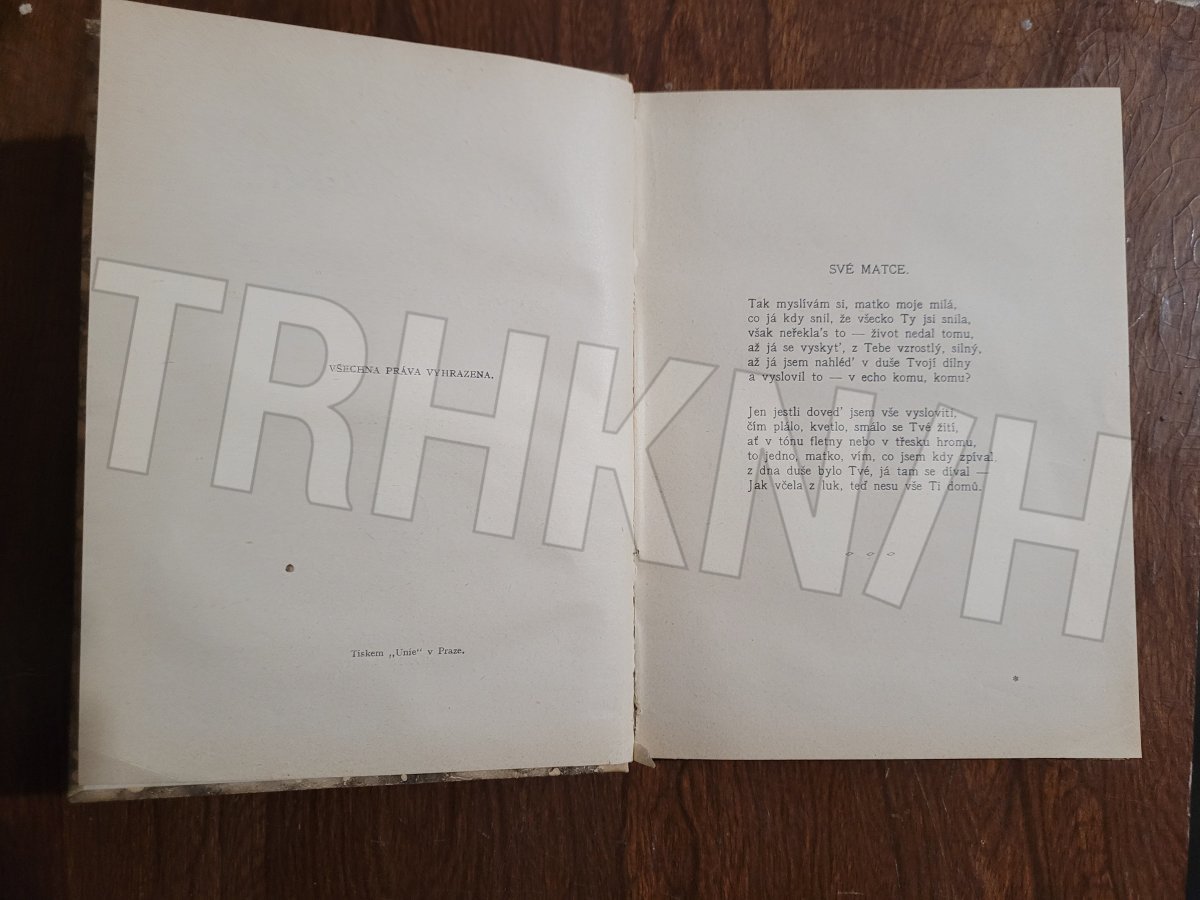 VŠECHNA PRÁVA VYHRAZENA.
Tiskem „Unie" v Praze.
SVÉ MATCE.
Tak myslívám si, matko moje milá,
co já kdy snil, že všecko Ty jsi snila,
však neřekla's to — život nedal tomu,
až já se vyskyt', z Tebe vzrostlý, silný,
až já jsem nahléd' v duše Tvojí dílny
a vyslovil to — v echo komu, komu?
Jen jestli doved' jsem vše vysloviti,
čím plálo, kvetlo, smálo se Tvé žití,
ať v tónu fletny nebo v třesku hromu,
to jedno, matko, vím, co jsem kdy zpíval
z dna duše bylo Tvé, já tam se díval —
Jak včela z luk, teď nesu vše Ti domů.
*
TRHKNIH